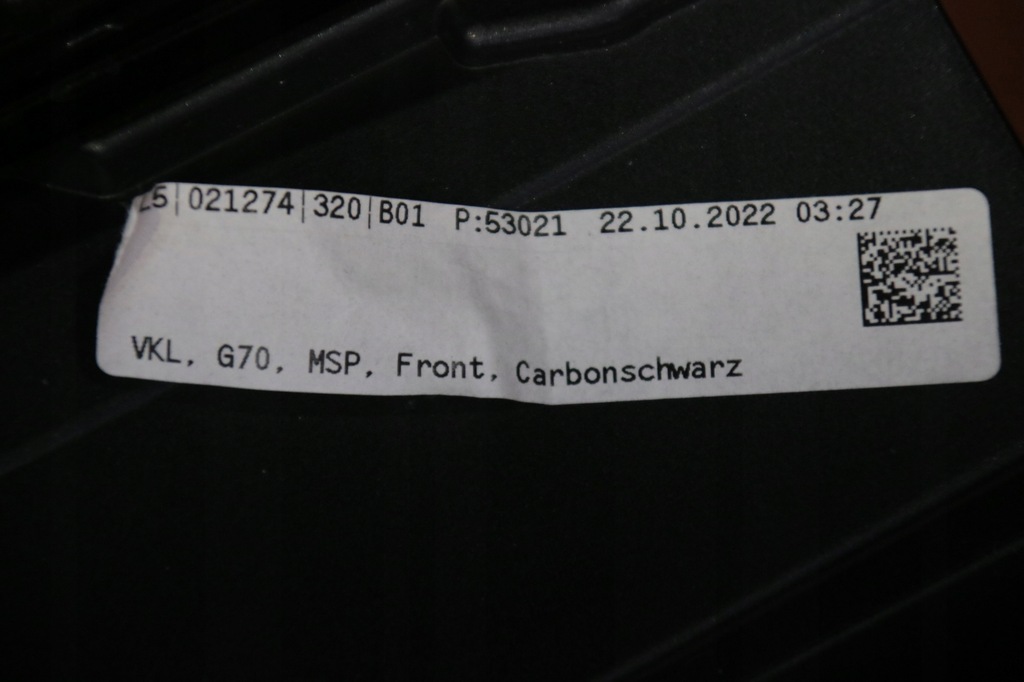 25|021274|320|B01 P:53021 22.10.2022 03:27
VKL, G70, MSP, Front, Carbonschwarz